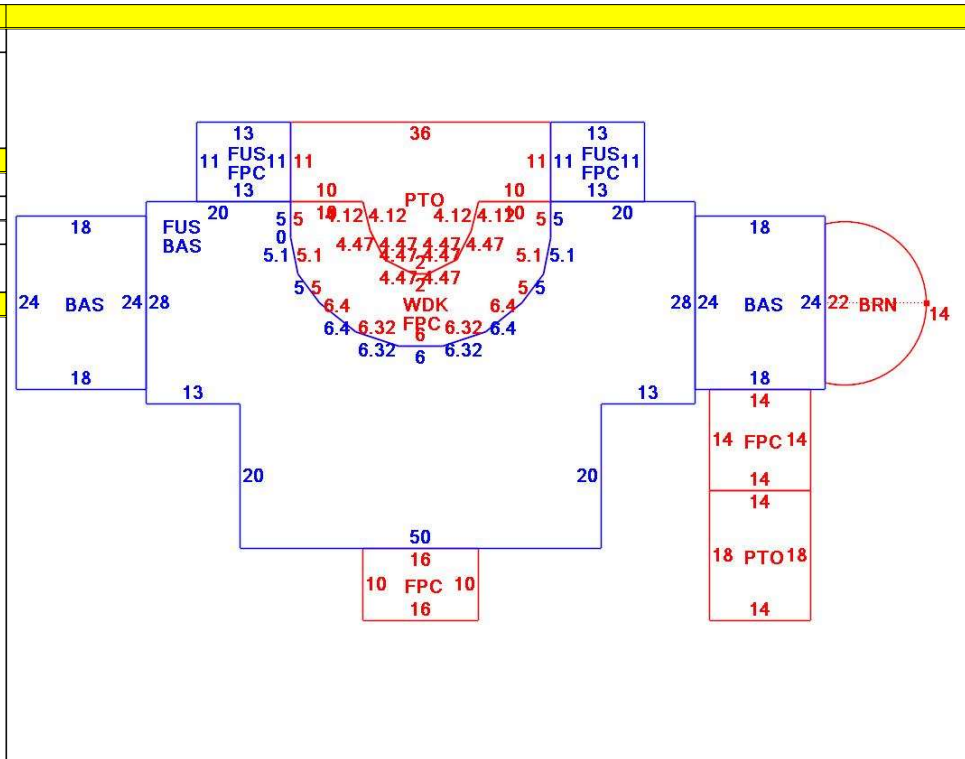 13 36 13
11 FUS 11 11 11 11 FUS 11
FPC FPC
13 10 PTO 10 13
20 10 10 20
18 FUS 5 5 4.12 4.12 4.12 4.12 5 5 18
BAS 0 4.47 4.47 4.47 4.47
5.1 5.1 4.47 2 4.47 5.1 5.1
4.47 4.47
24 BAS 24 28 5 5 2 5 5 28 24 BAS 24 22 BRN 14
WDK
6.4 6.4
FPC
6.4 6.32 6 6.32 6.4
6.32 6 6.32
18 18
13 13 14
14 FPC 14
20 20 14
14
50
16 18 PTO 18
10 FPC 10
16 14